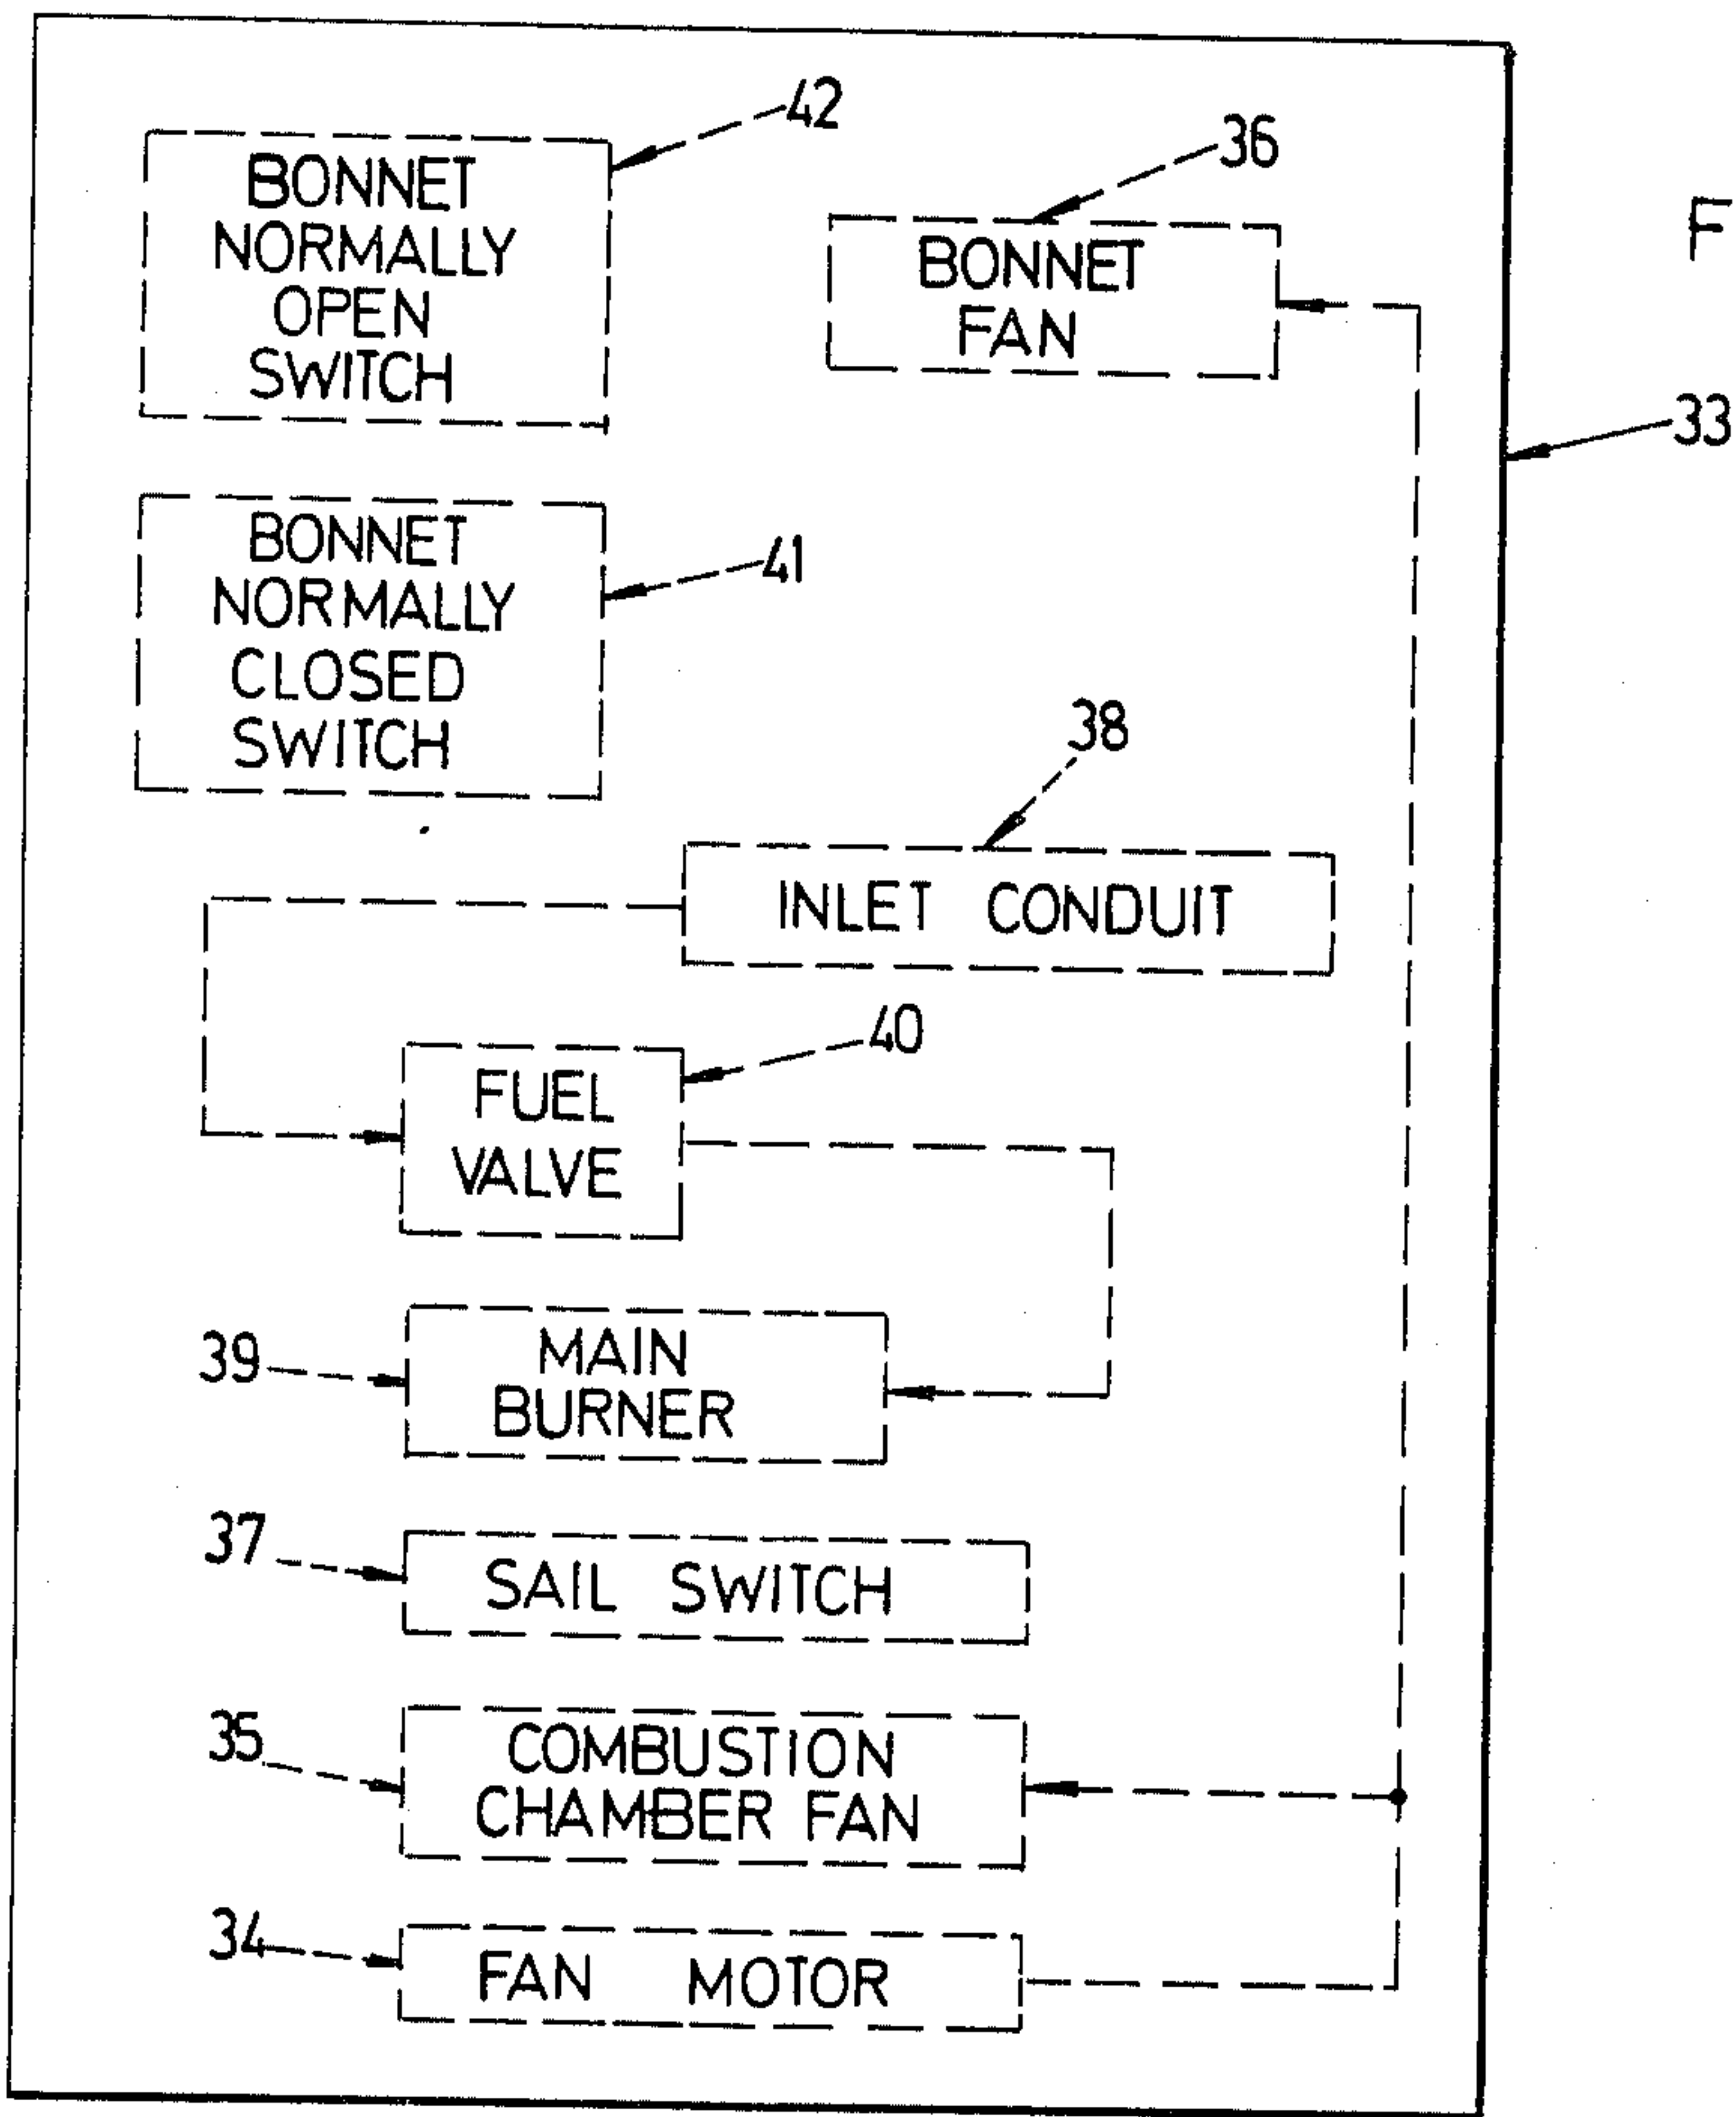 42
BONNET
NORMALLY
OPEN
SWITCH
36
BONNET
FAN
F
33
BONNET
NORMALLY
CLOSED
SWITCH
41
38
INLET CONDUIT
40
FUEL
VALVE
39
MAIN
BURNER
37
SAIL SWITCH
35
COMBUSTION
CHAMBER FAN
34
FAN MOTOR